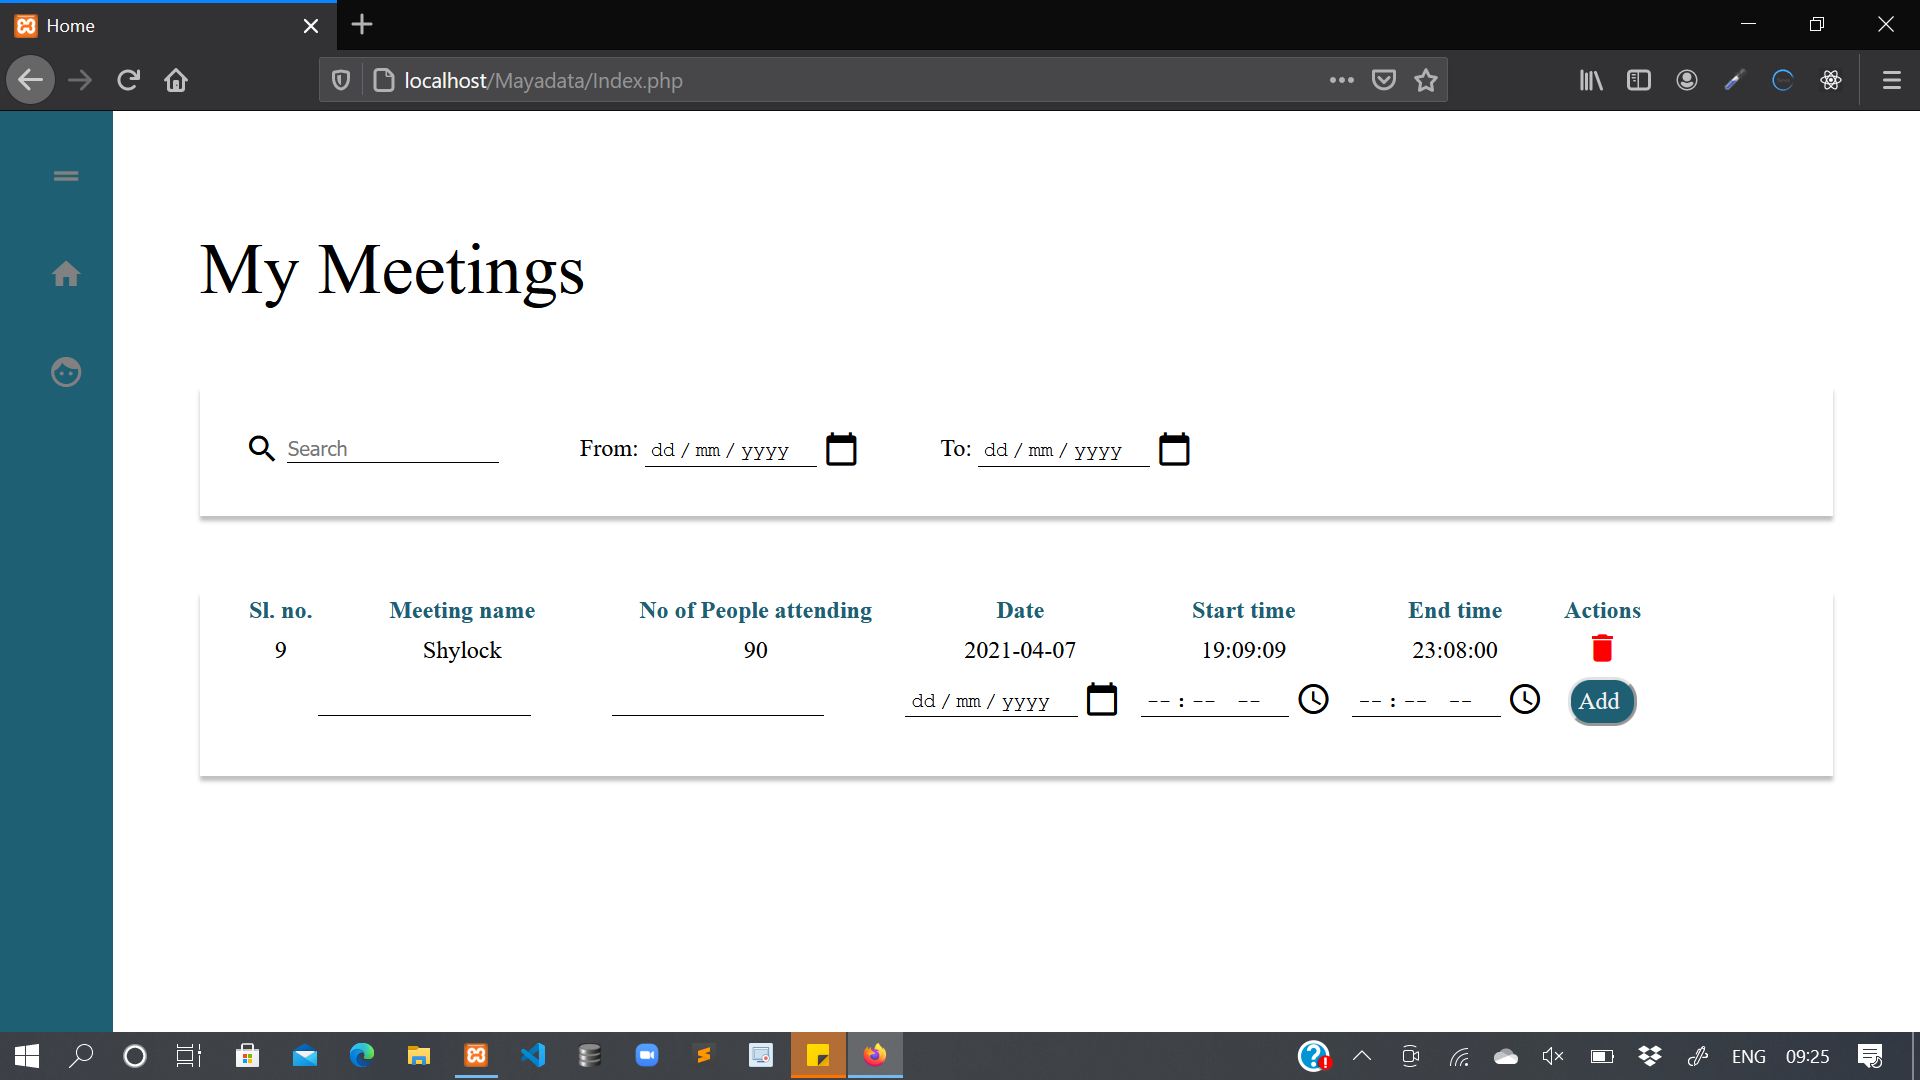 Home
localhost/Mayadata/Index.php
My Meetings
Search From: dd / mm / yyyy To: dd / mm / yyyy
Sl. no. Meeting name No of People attending Date Start time End time Actions
9 Shylock 90 2021-04-07 19:09:09 23:08:00
dd / mm / yyyy -- : -- -- -- : -- -- Add
ENG 09:25